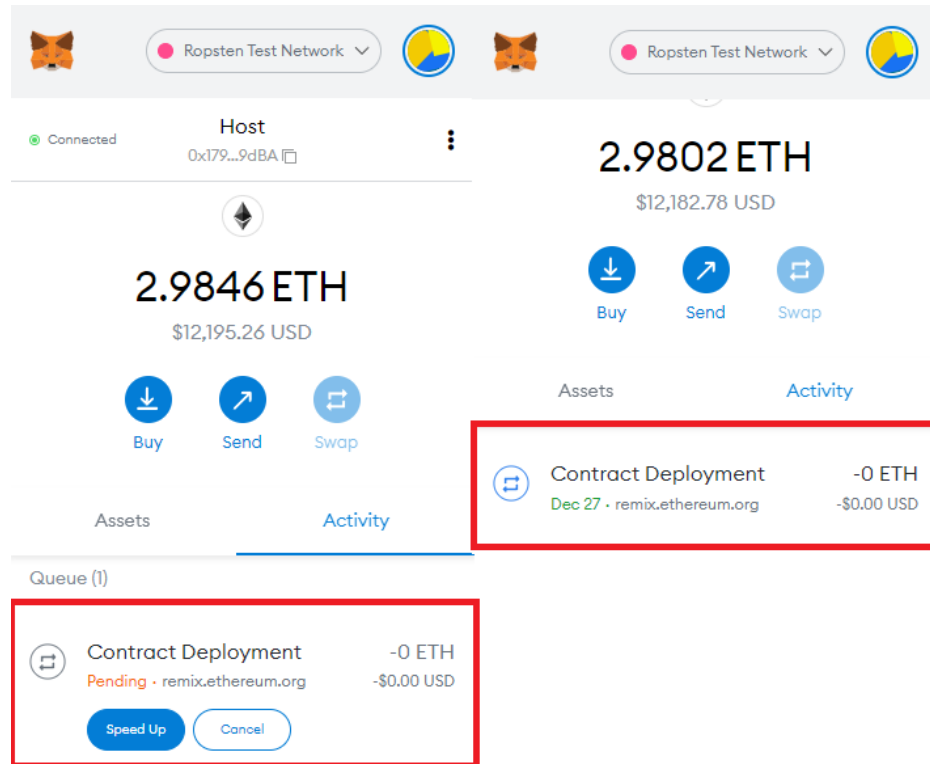 Ropsten Test Network
Connected
Host
0x179...9dBA
2.9846 ETH
$12,195.26 USD
Buy
Send
Swap
Assets
Activity
Queue (1)
Contract Deployment
-0 ETH
Pending · remix.ethereum.org
-$0.00 USD
Speed Up
Cancel
Ropsten Test Network
2.9802 ETH
$12,182.78 USD
Buy
Send
Swap
Assets
Activity
Contract Deployment
-0 ETH
Dec 27 · remix.ethereum.org
-$0.00 USD